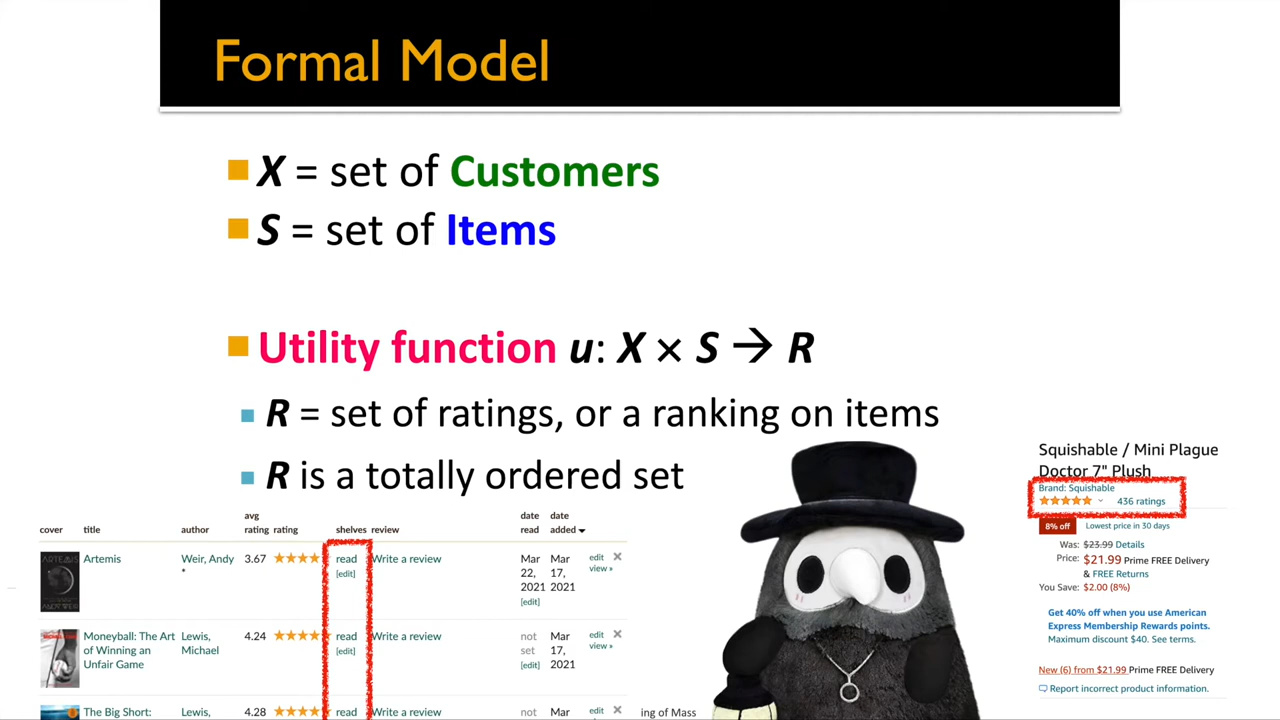 Formal Model
X = set of Customers
S = set of Items
Utility function u: X × S → R
R = set of ratings, or a ranking on items
R is a totally ordered set
cover title author avg rating rating shelves review date read date added
Artemis Weir, Andy * 3.67 read [edit] Write a review Mar 22, 2021 [edit] Mar 17, 2021 edit view »
Moneyball: The Art of Winning an Unfair Game Lewis, Michael 4.24 read [edit] Write a review not set [edit] Mar 17, 2021 edit view »
The Big Short: Lewis, 4.28 read Write a review not Mar edit
ing of Mass
Squishable / Mini Plague
Doctor 7" Plush
Brand: Squishable
436 ratings
8% off Lowest price in 30 days
Was: $23.99 Details
Price: $21.99 Prime FREE Delivery
& FREE Returns
You Save: $2.00 (8%)
Get 40% off when you use American
Express Membership Rewards points.
Maximum discount $40. See terms.
New (6) from $21.99 Prime FREE Delivery
Report incorrect product information.